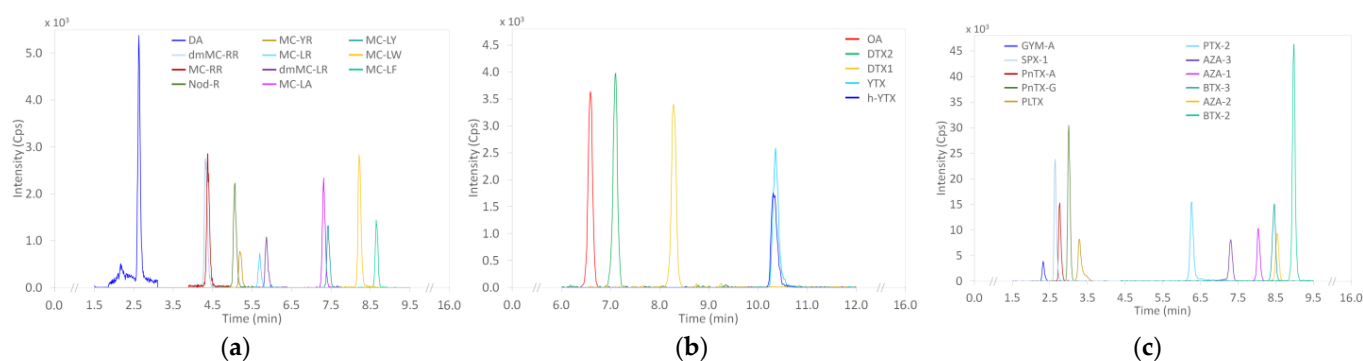 x 10³
5.0
4.0
3.0
2.0
1.0
0.0
Intensity (Cps)
DA
dmMC-RR
MC-RR
Nod-R
MC-YR
MC-LR
dmMC-LR
MC-LA
MC-LY
MC-LW
MC-LF
0.0 // 1.5 2.5 3.5 4.5 5.5 6.5 7.5 8.5 // 16.0
Time (min)
(a)
x 10³
4.5
4.0
3.5
3.0
2.5
2.0
1.5
1.0
0.5
0.0
Intensity (Cps)
OA
DTX2
DTX1
YTX
h-YTX
0.0 // 6.0 7.0 8.0 9.0 10.0 11.0 12.0 // 16.0
Time (min)
(b)
x 10³
45
40
35
30
25
20
15
10
5
0
Intensity (Cps)
GYM-A
SPX-1
PnTX-A
PnTX-G
PLTX
PTX-2
AZA-3
AZA-1
BTX-3
AZA-2
BTX-2
0.0 // 1.5 2.5 3.5 4.5 5.5 6.5 7.5 8.5 9.5 // 16.0
Time (min)
(c)